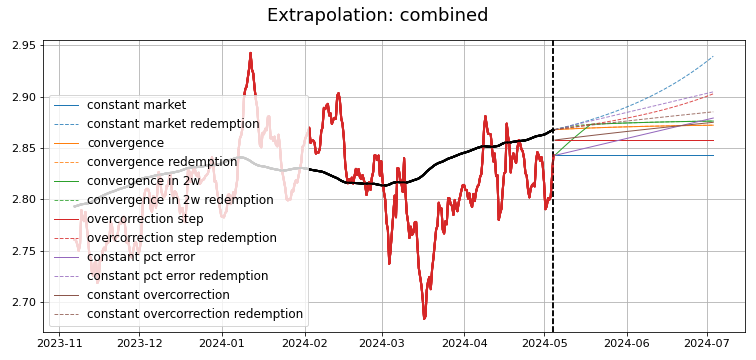 Extrapolation: combined
2.95
2.90
2.85
2.80
2.75
2.70
constant market
constant market redemption
convergence
convergence redemption
convergence in 2w
convergence in 2w redemption
overcorrection step
overcorrection step redemption
constant pct error
constant pct error redemption
constant overcorrection
constant overcorrection redemption
2023-11 2023-12 2024-01 2024-02 2024-03 2024-04 2024-05 2024-06 2024-07